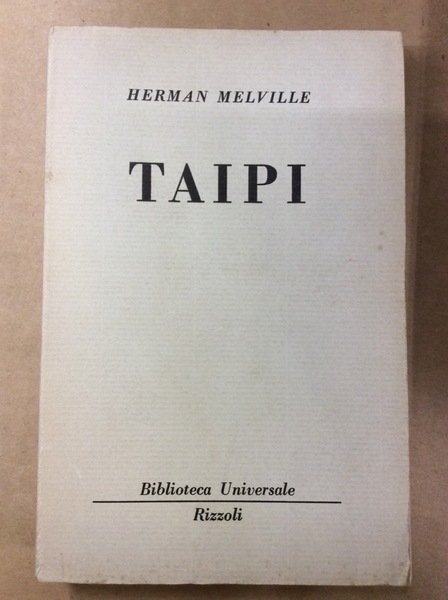 HERMAN MELVILLE
TAIPI
Biblioteca Universale
Rizzoli